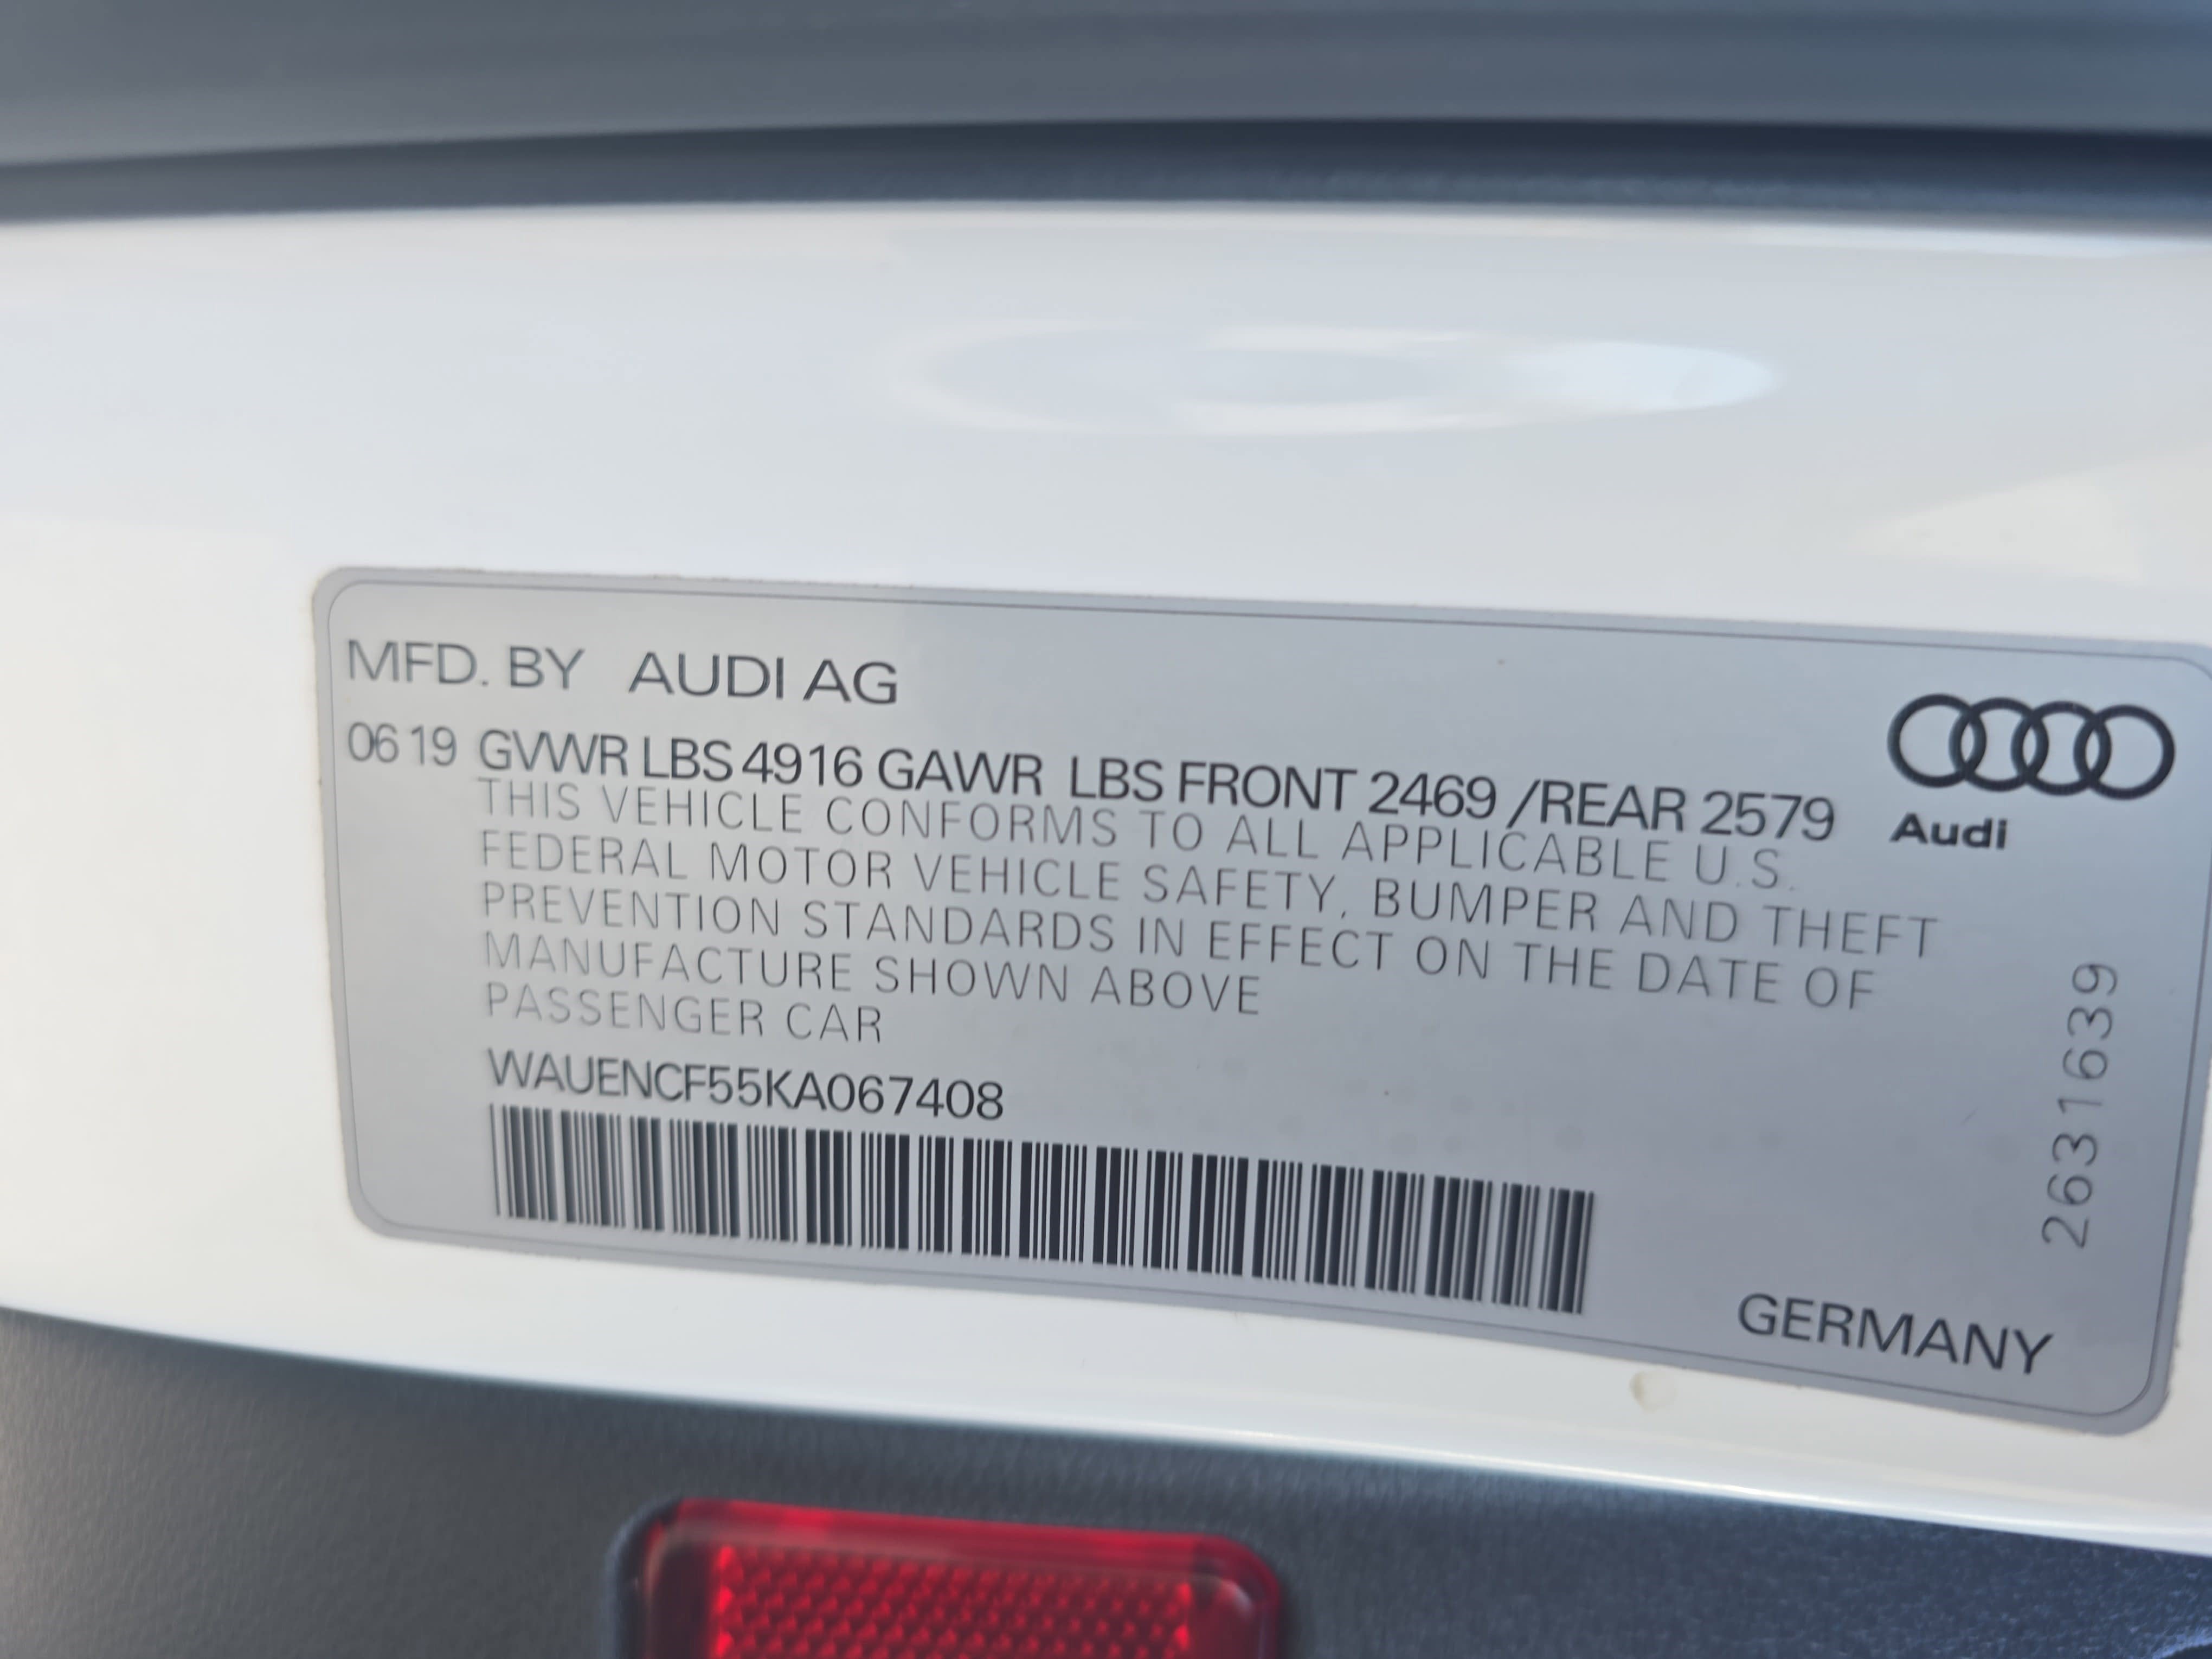 MFD. BY AUDI AG
06 19 GVWR LBS 4916 GAWR LBS FRONT 2469 /REAR 2579
THIS VEHICLE CONFORMS TO ALL APPLICABLE U.S.
FEDERAL MOTOR VEHICLE SAFETY, BUMPER AND THEFT
PREVENTION STANDARDS IN EFFECT ON THE DATE OF
MANUFACTURE SHOWN ABOVE
PASSENGER CAR
WAUENCF55KA067408
Audi
2631639
GERMANY